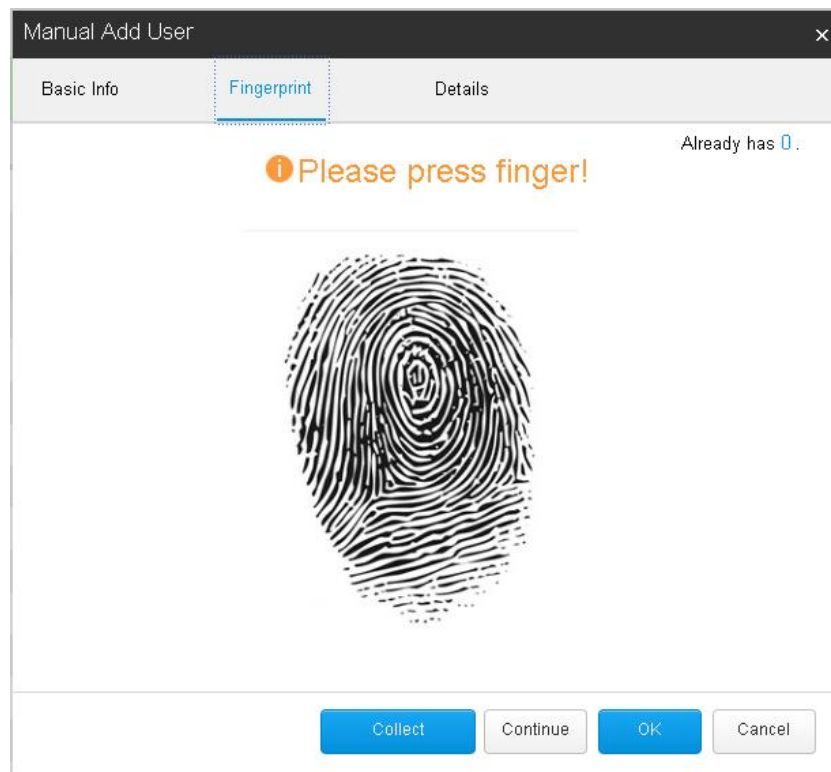 Manual Add User ×
Basic Info Fingerprint Details
Already has 0 .
Please press finger!
Collect Continue OK Cancel